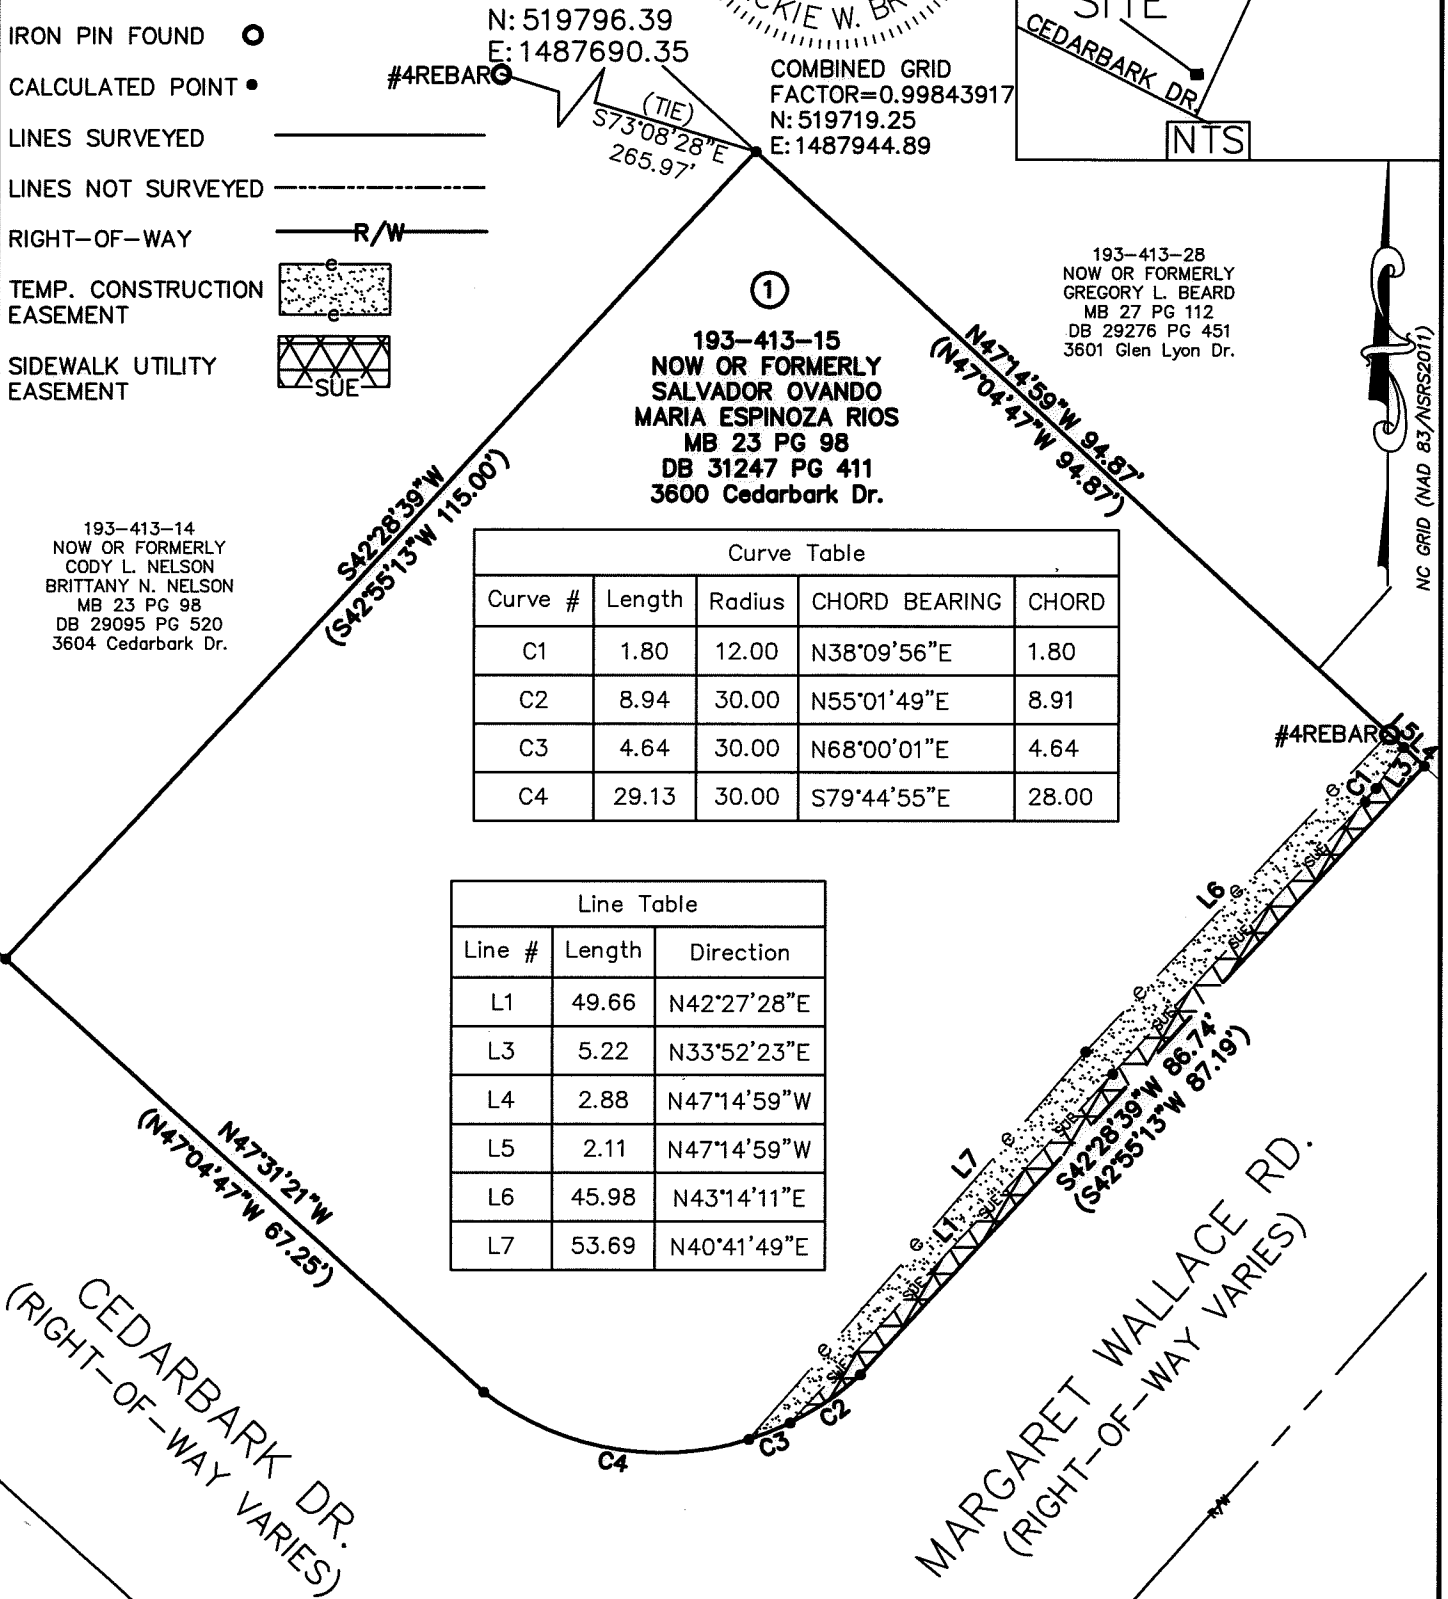 IRON PIN FOUND
CALCULATED POINT
LINES SURVEYED
LINES NOT SURVEYED
RIGHT-OF-WAY
R/W
TEMP. CONSTRUCTION
EASEMENT
e
e
SIDEWALK UTILITY
EASEMENT
SUE
N: 519796.39
E: 1487690.35
#4REBAR
(TIE)
S73°08'28"E
265.97'
CKIE W. BR
COMBINED GRID
FACTOR=0.99843917
N: 519719.25
E: 1487944.89
SITE
CEDARBARK DR.
NTS
193-413-28
NOW OR FORMERLY
GREGORY L. BEARD
MB 27 PG 112
DB 29276 PG 451
3601 Glen Lyon Dr.
NC GRID (NAD 83/NSRS2011)
1
193-413-15
NOW OR FORMERLY
SALVADOR OVANDO
MARIA ESPINOZA RIOS
MB 23 PG 98
DB 31247 PG 411
3600 Cedarbark Dr.
N47°14'59"W 94.87'
(N47°04'47"W 94.87')
S42°28'39"W
(S42°55'13"W 115.00')
193-413-14
NOW OR FORMERLY
CODY L. NELSON
BRITTANY N. NELSON
MB 23 PG 98
DB 29095 PG 520
3604 Cedarbark Dr.
Curve Table
Curve # Length Radius CHORD BEARING CHORD
C1 1.80 12.00 N38°09'56"E 1.80
C2 8.94 30.00 N55°01'49"E 8.91
C3 4.64 30.00 N68°00'01"E 4.64
C4 29.13 30.00 S79°44'55"E 28.00
#4REBAR
L5
L4
L3
C1
e
SUE
L6
e
SUE
e
SUE
Line Table
Line # Length Direction
L1 49.66 N42°27'28"E
L3 5.22 N33°52'23"E
L4 2.88 N47°14'59"W
L5 2.11 N47°14'59"W
L6 45.98 N43°14'11"E
L7 53.69 N40°41'49"E
S42°28'39"W 86.74'
(S42°55'13"W 87.19')
SUE
e
L7
SUE
L1
e
SUE
e
SUE
N47°31'21"W
(N47°04'47"W 67.25')
C2
C3
C4
CEDARBARK DR.
(RIGHT-OF-WAY VARIES)
MARGARET WALLACE RD.
(RIGHT-OF-WAY VARIES)
R/W